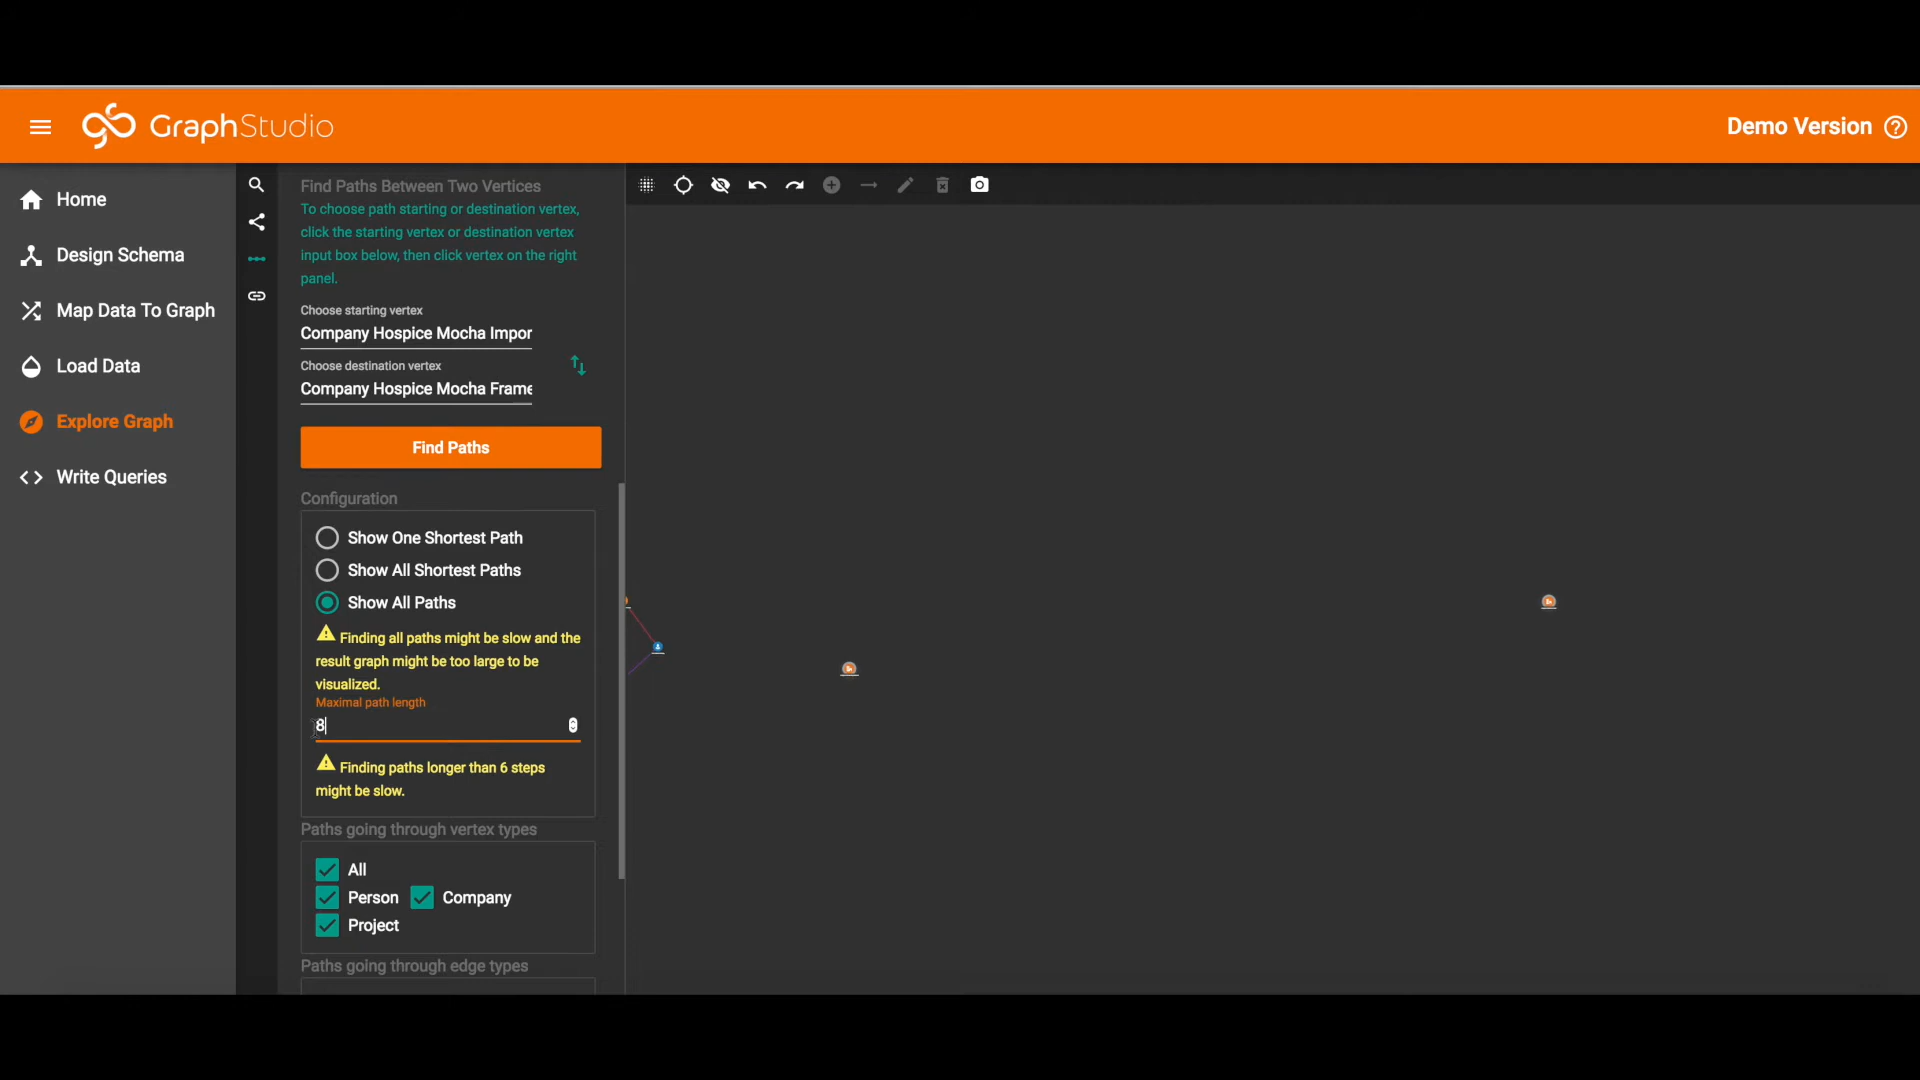 GraphStudio
Demo Version
Home
Design Schema
Map Data To Graph
Load Data
Explore Graph
Write Queries
Find Paths Between Two Vertices
To choose path starting or destination vertex,
click the starting vertex or destination vertex
input box below, then click vertex on the right
panel.
Choose starting vertex
Company Hospice Mocha Impor
Choose destination vertex
Company Hospice Mocha Frame
Find Paths
Configuration
Show One Shortest Path
Show All Shortest Paths
Show All Paths
Finding all paths might be slow and the
result graph might be too large to be
visualized.
Maximal path length
8
Finding paths longer than 6 steps
might be slow.
Paths going through vertex types
All
Person Company
Project
Paths going through edge types